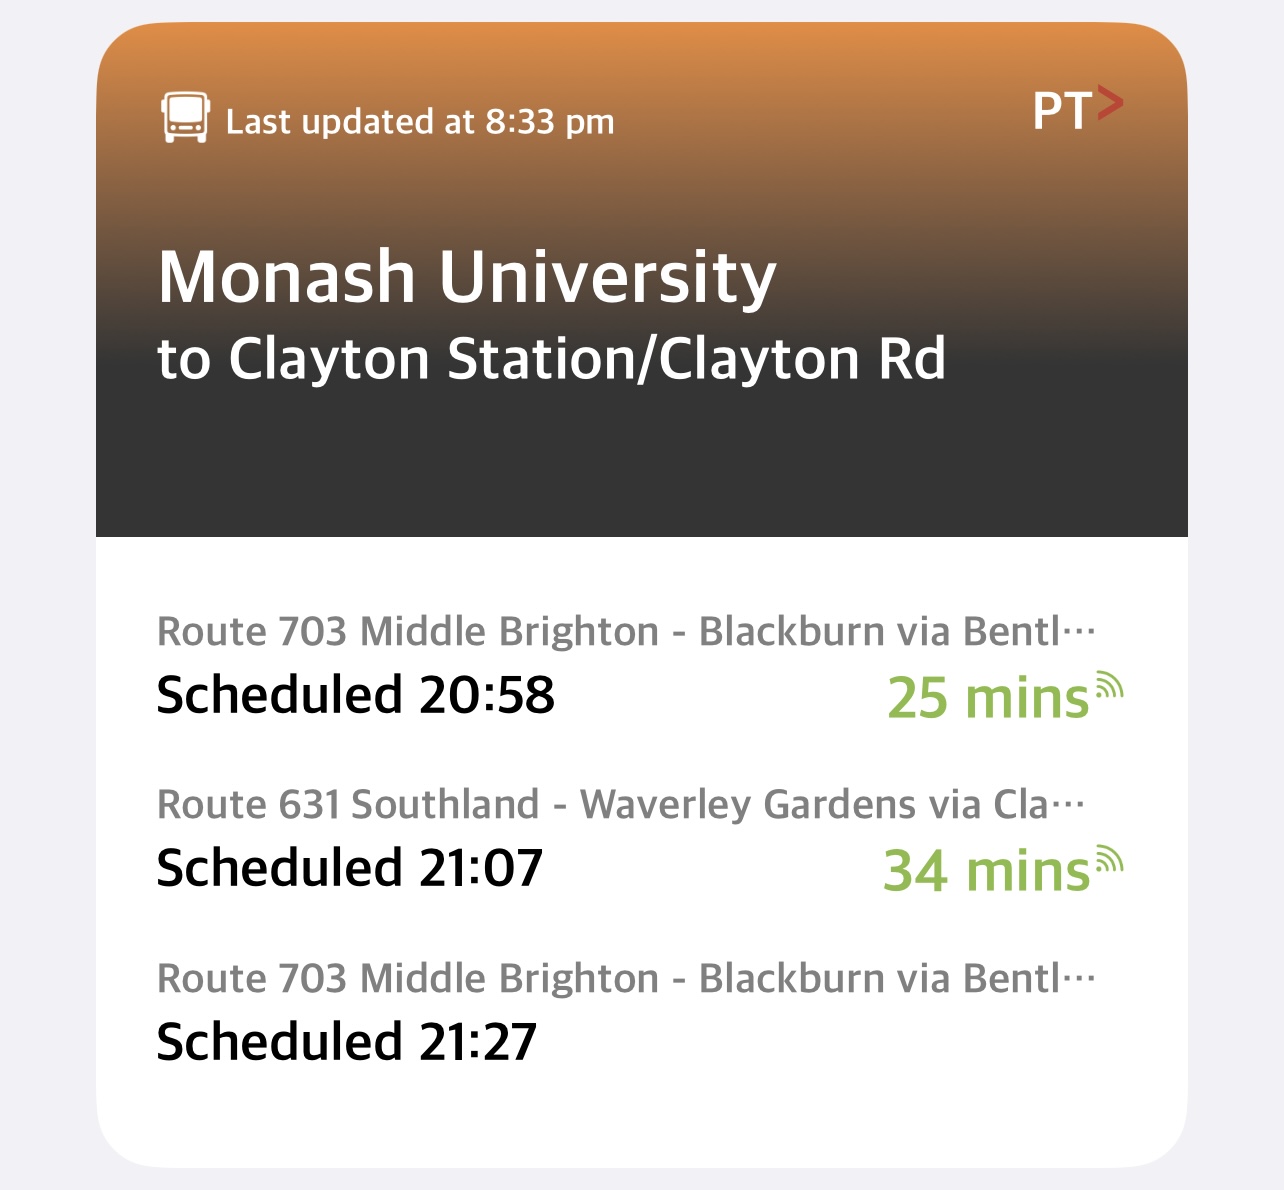 Last updated at 8:33 pm
PT>
Monash University
to Clayton Station/Clayton Rd
Route 703 Middle Brighton - Blackburn via Bentl···
Scheduled 20:58
25 mins
Route 631 Southland - Waverley Gardens via Cla···
Scheduled 21:07
34 mins
Route 703 Middle Brighton - Blackburn via Bentl···
Scheduled 21:27